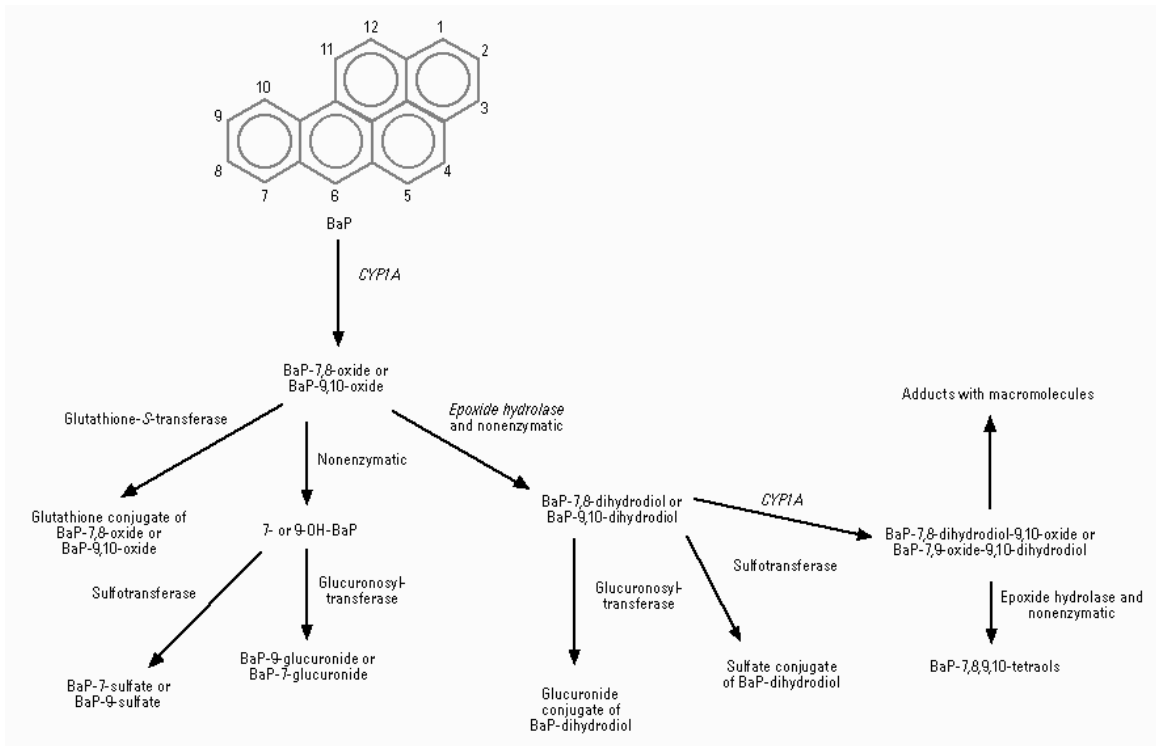 12
1
11
2
10
3
9
8
4
7
6
5
BaP
CYP1A
BaP-7,8-oxide or
BaP-9,10-oxide
Glutathione-S-transferase
Epoxide hydrolase
and nonenzymatic
Nonenzymatic
Adducts with macromolecules
Glutathione conjugate of
BaP-7,8-oxide or
BaP-9,10-oxide
7- or 9-OH-BaP
BaP-7,8-dihydrodiol or
BaP-9,10-dihydrodiol
CYP1A
BaP-7,8-dihydrodiol-9,10-oxide or
BaP-7,9-oxide-9,10-dihydrodiol
Sulfotransferase
Glucuronosyl-
transferase
Glucuronosyl-
transferase
Sulfotransferase
Epoxide hydrolase and
nonenzymatic
BaP-7-sulfate or
BaP-9-sulfate
BaP-9-glucuronide or
BaP-7-glucuronide
Glucuronide
conjugate of
BaP-dihydrodiol
Sulfate conjugate
of BaP-dihydrodiol
BaP-7,8,9,10-tetraols